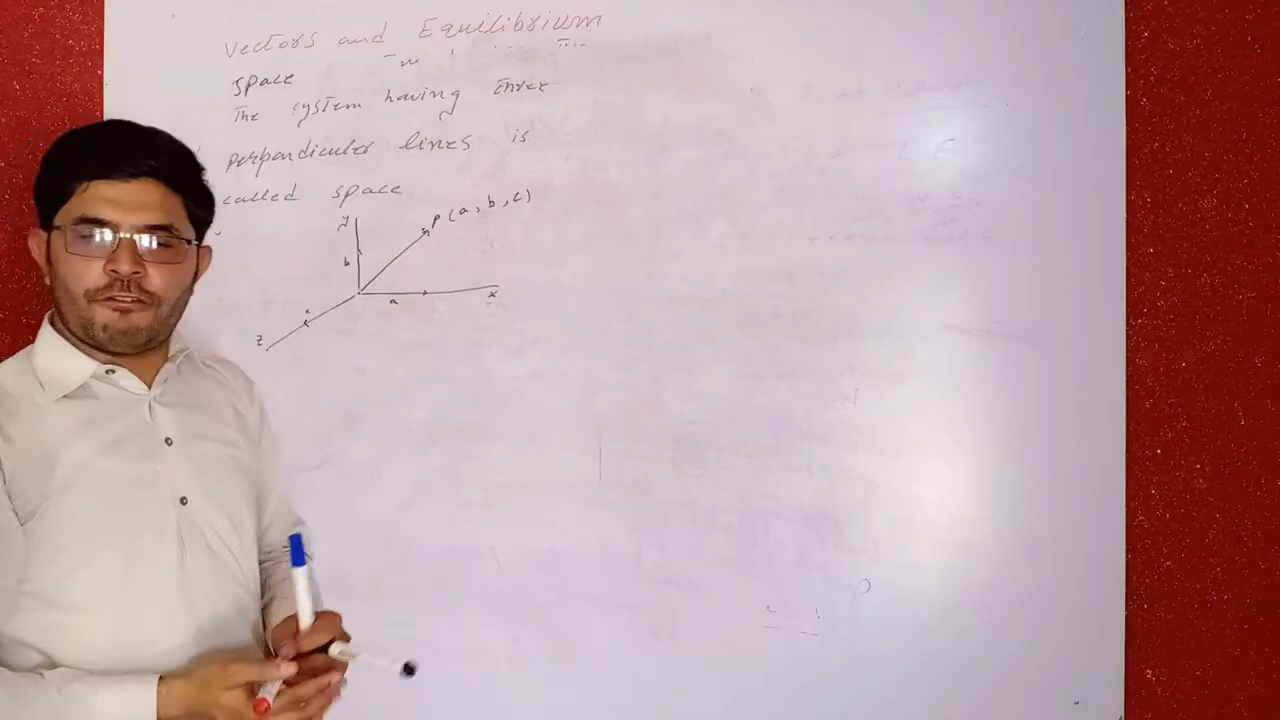 Vectors and Equilibrium
space
The system having three
perpendicular lines is
called space
y
P(a, b, c)
b
a
x
c
z